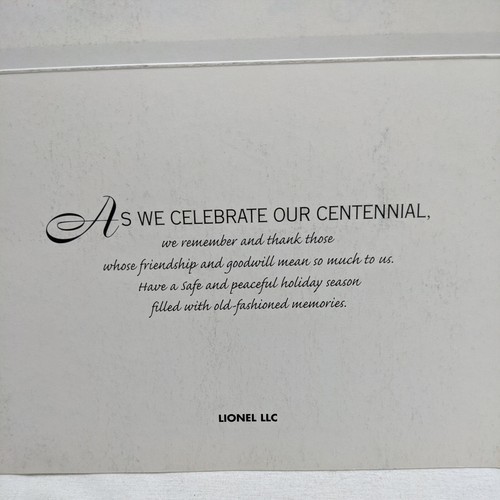 AS WE CELEBRATE OUR CENTENNIAL,
we remember and thank those
whose friendship and goodwill mean so much to us.
Have a safe and peaceful holiday season
filled with old-fashioned memories.
LIONEL LLC